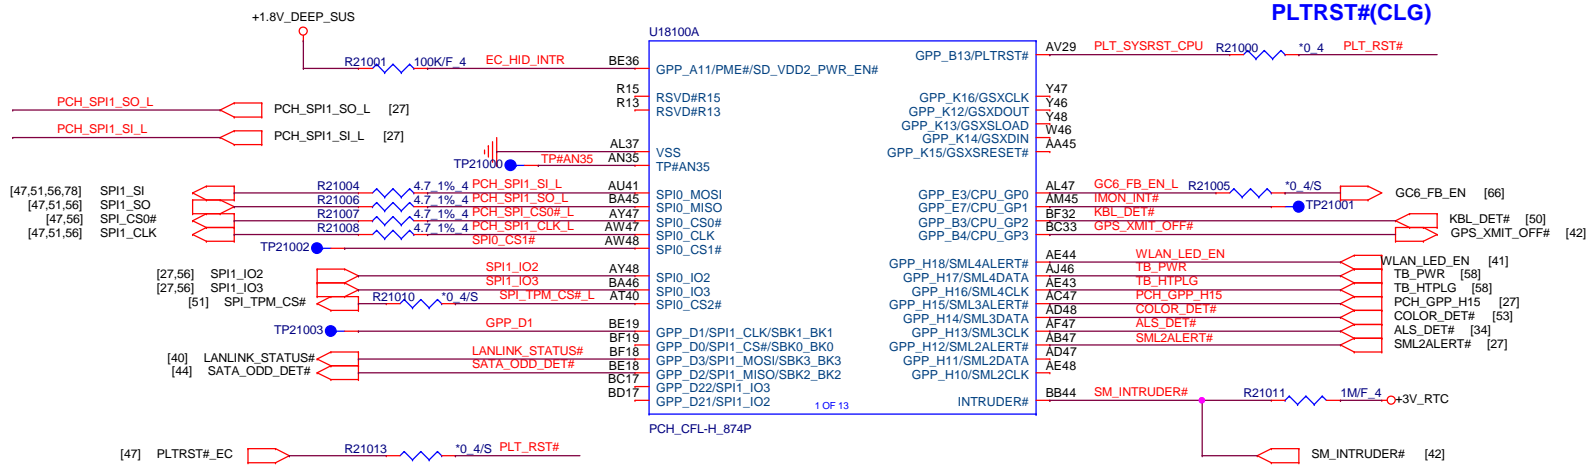 PLTRST#(CLG)
+1.8V_DEEP_SUS
U18100A
R21001 100K/F_4 EC_HID_INTR BE36 GPP_A11/PME#/SD_VDD2_PWR_EN#
GPP_B13/PLTRST# AV29 PLT_SYSRST_CPU R21000 *0_4 PLT_RST#
PCH_SPI1_SO_L PCH_SPI1_SO_L [27]
PCH_SPI1_SI_L PCH_SPI1_SI_L [27]
R15 RSVD#R15
R13 RSVD#R13
GPP_K16/GSXCLK Y47
GPP_K12/GSXDOUT Y46
GPP_K13/GSXSLOAD Y48
GPP_K14/GSXDIN W46
GPP_K15/GSXSRESET# AA45
AL37 VSS
TP21000 TP#AN35 AN35 TP#AN35
[47,51,56,78] SPI1_SI R21004 4.7_1%_4 PCH_SPI1_SI_L AU41 SPI0_MOSI
[47,51,56] SPI1_SO R21006 4.7_1%_4 PCH_SPI1_SO_L BA45 SPI0_MISO
[47,56] SPI_CS0# R21007 4.7_1%_4 PCH_SPI_CS0#_L AY47 SPI0_CS0#
[47,51,56] SPI1_CLK R21008 4.7_1%_4 PCH_SPI1_CLK_L AW47 SPI0_CLK
TP21002 SPI0_CS1# AW48 SPI0_CS1#
GPP_E3/CPU_GP0 AL47 GC6_FB_EN_L R21005 *0_4/S GC6_FB_EN [66]
GPP_E7/CPU_GP1 AM45 IMON_INT# TP21001
GPP_B3/CPU_GP2 BF32 KBL_DET# KBL_DET# [50]
GPP_B4/CPU_GP3 BC33 GPS_XMIT_OFF# GPS_XMIT_OFF# [42]
[27,56] SPI1_IO2 SPI1_IO2 AY48 SPI0_IO2
[27,56] SPI1_IO3 SPI1_IO3 BA46 SPI0_IO3
[51] SPI_TPM_CS# R21010 *0_4/S SPI_TPM_CS#_L AT40 SPI0_CS2#
GPP_H18/SML4ALERT# AE44 WLAN_LED_EN WLAN_LED_EN [41]
GPP_H17/SML4DATA AJ46 TB_PWR TB_PWR [58]
GPP_H16/SML4CLK AE43 TB_HTPLG TB_HTPLG [58]
GPP_H15/SML3ALERT# AC47 PCH_GPP_H15 PCH_GPP_H15 [27]
GPP_H14/SML3DATA AD48 COLOR_DET# COLOR_DET# [53]
GPP_H13/SML3CLK AF47 ALS_DET# ALS_DET# [34]
GPP_H12/SML2ALERT# AB47 SML2ALERT# SML2ALERT# [27]
GPP_H11/SML2DATA AD47
GPP_H10/SML2CLK AE48
TP21003 GPP_D1 BE19 GPP_D1/SPI1_CLK/SBK1_BK1
BF19 GPP_D0/SPI1_CS#/SBK0_BK0
[40] LANLINK_STATUS# LANLINK_STATUS# BF18 GPP_D3/SPI1_MOSI/SBK3_BK3
[44] SATA_ODD_DET# SATA_ODD_DET# BE18 GPP_D2/SPI1_MISO/SBK2_BK2
BC17 GPP_D22/SPI1_IO3
BD17 GPP_D21/SPI1_IO2
1 OF 13
INTRUDER# BB44 SM_INTRUDER# R21011 1M/F_4 +3V_RTC
PCH_CFL-H_874P
[47] PLTRST#_EC R21013 *0_4/S PLT_RST#
SM_INTRUDER# [42]